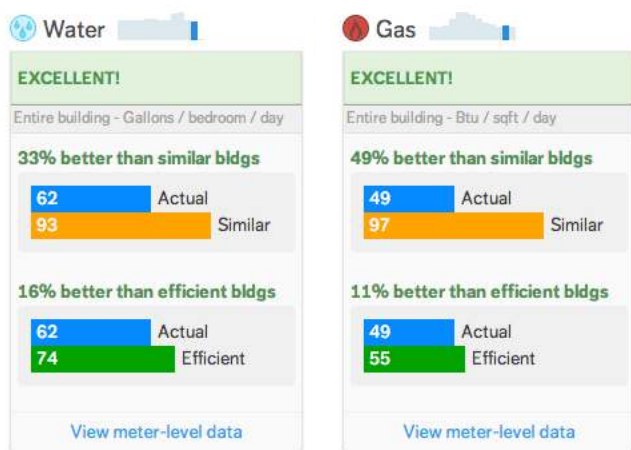 Water
EXCELLENT!
Entire building - Gallons / bedroom / day
33% better than similar bldgs
62 Actual
93 Similar
16% better than efficient bldgs
62 Actual
74 Efficient
View meter-level data
Gas
EXCELLENT!
Entire building - Btu / sqft / day
49% better than similar bldgs
49 Actual
97 Similar
11% better than efficient bldgs
49 Actual
55 Efficient
View meter-level data